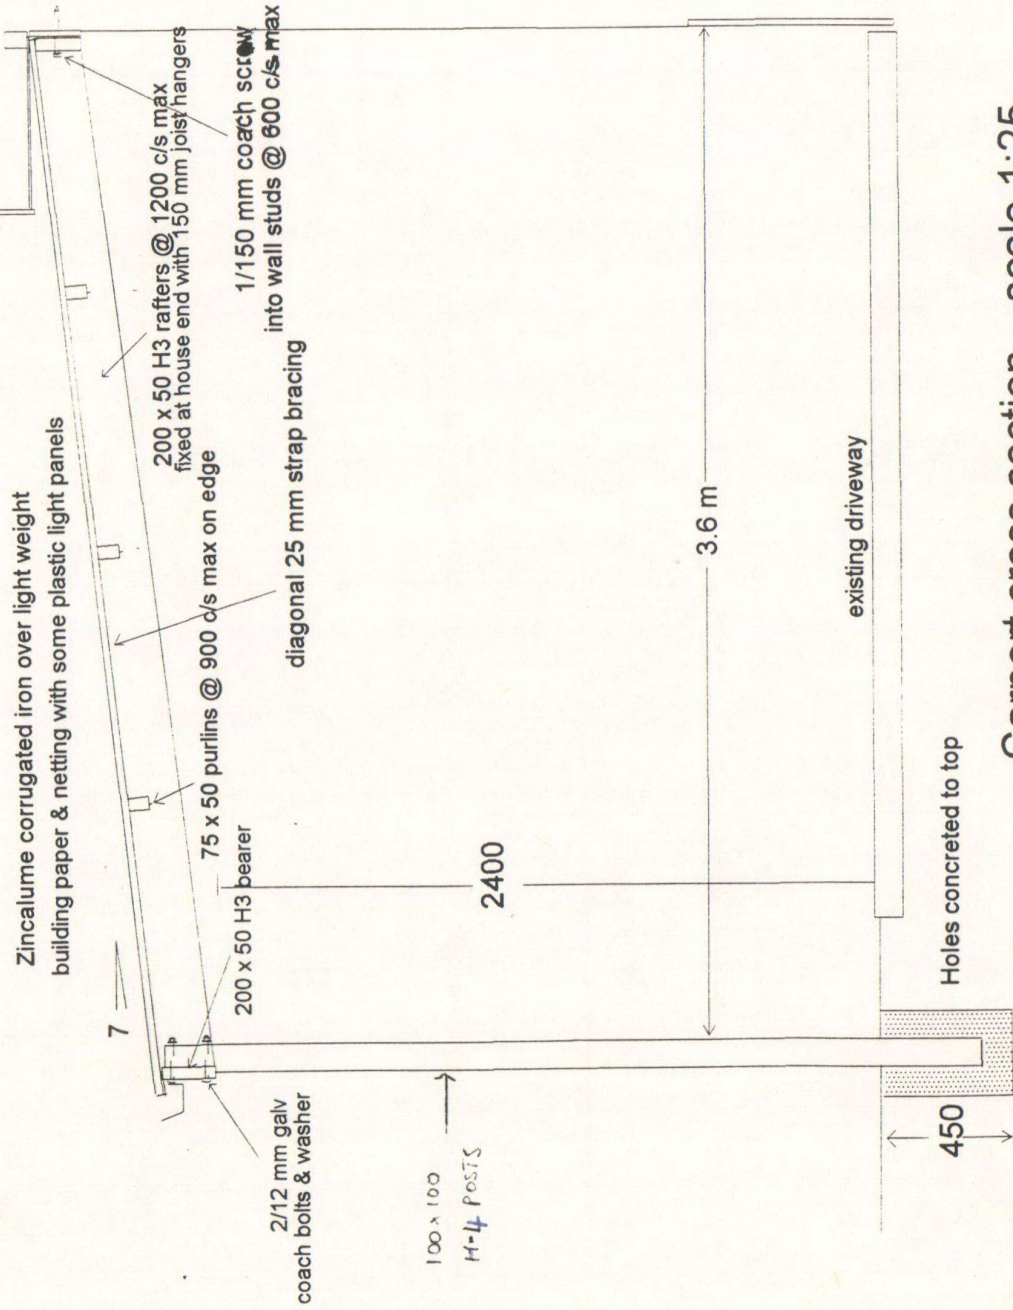 Zincalume corrugated iron over light weight
building paper & netting with some plastic light panels
7
200 x 50 H3 rafters @ 1200 c/s max
fixed at house end with 150 mm joist hangers
1/150 mm coach screw
into wall studs @ 600 c/s max
75 x 50 purlins @ 900 c/s max on edge
diagonal 25 mm strap bracing
200 x 50 H3 bearer
2/12 mm galv
coach bolts & washer
100 x 100
H-4 POSTS
2400
3.6 m
existing driveway
Holes concreted to top
450
Carport cross section scale 1:25